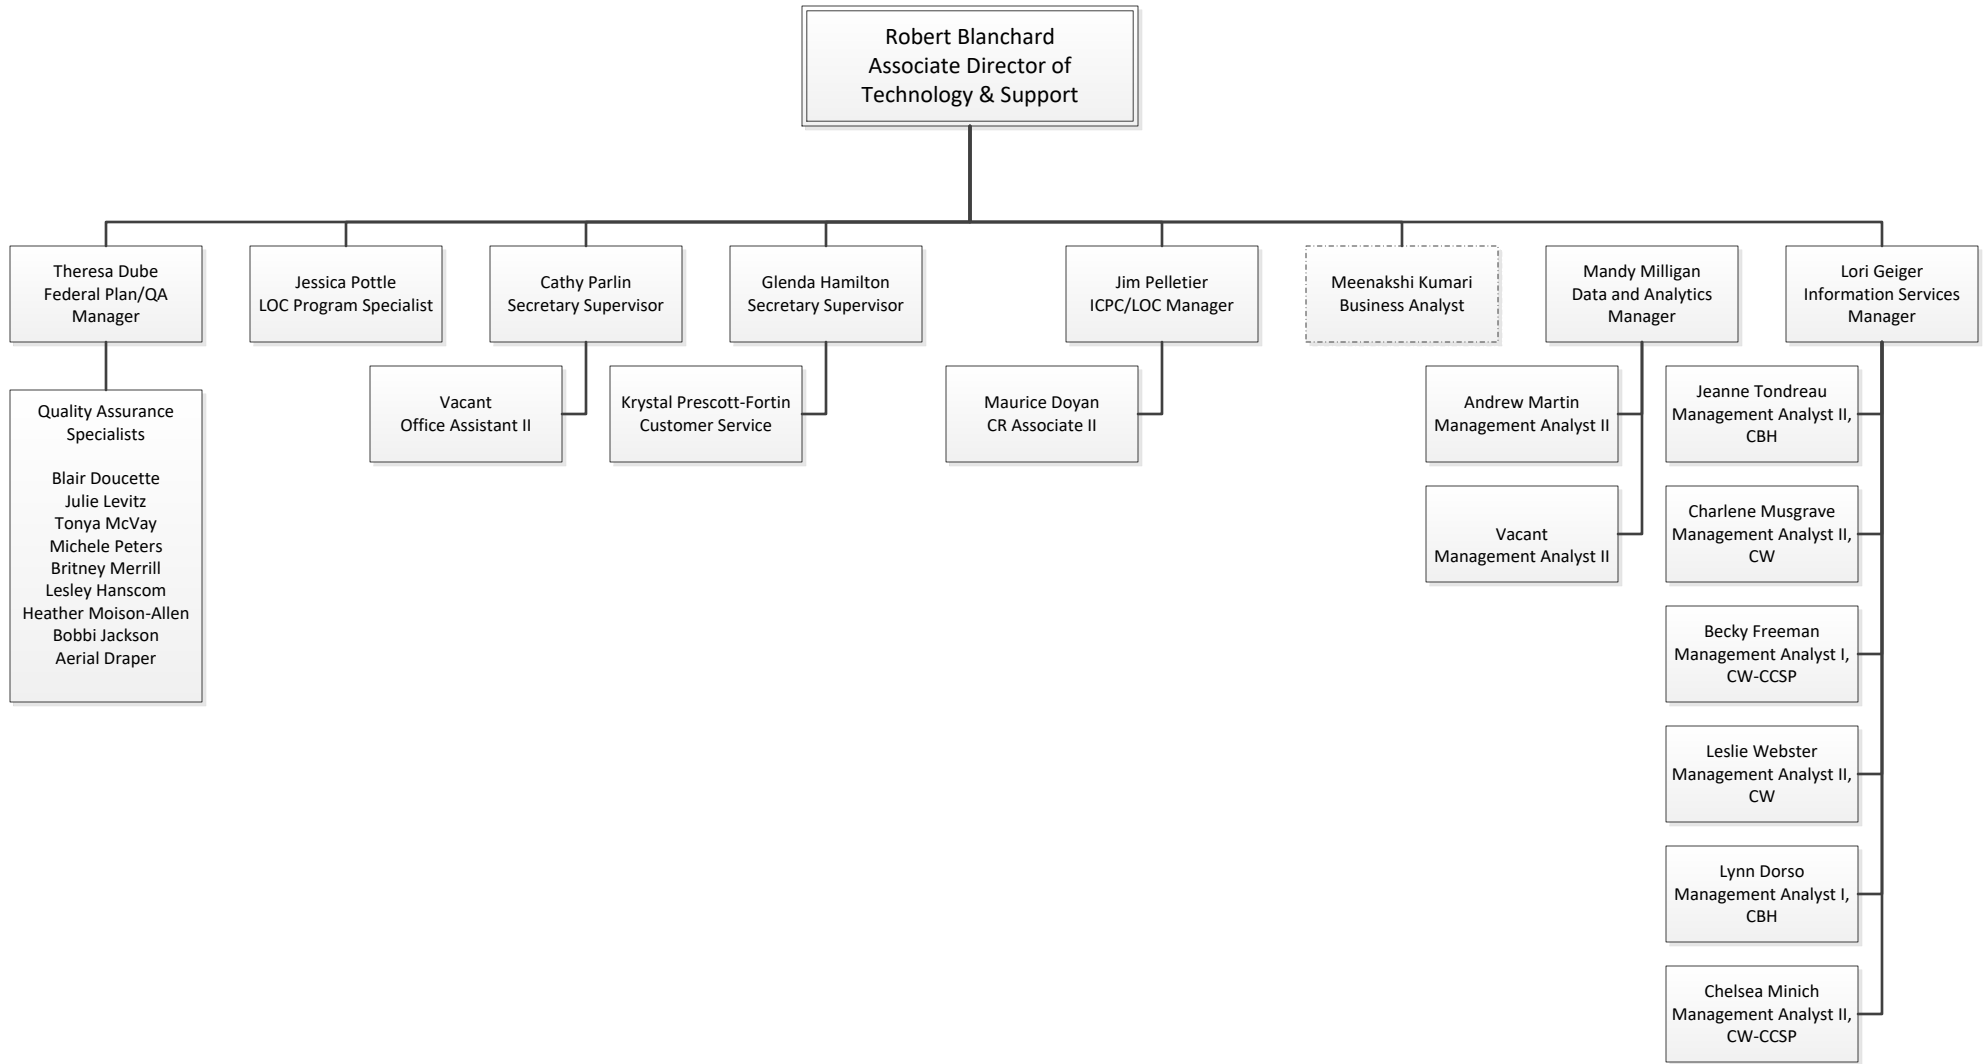 Robert Blanchard
Associate Director of
Technology & Support
Theresa Dube
Federal Plan/QA
Manager
Jessica Pottle
LOC Program Specialist
Cathy Parlin
Secretary Supervisor
Glenda Hamilton
Secretary Supervisor
Jim Pelletier
ICPC/LOC Manager
Meenakshi Kumari
Business Analyst
Mandy Milligan
Data and Analytics
Manager
Lori Geiger
Information Services
Manager
Quality Assurance
Specialists
Blair Doucette
Julie Levitz
Tonya McVay
Michele Peters
Britney Merrill
Lesley Hanscom
Heather Moison-Allen
Bobbi Jackson
Aerial Draper
Vacant
Office Assistant II
Krystal Prescott-Fortin
Customer Service
Maurice Doyan
CR Associate II
Andrew Martin
Management Analyst II
Vacant
Management Analyst II
Jeanne Tondreau
Management Analyst II,
CBH
Charlene Musgrave
Management Analyst II,
CW
Becky Freeman
Management Analyst I,
CW-CCSP
Leslie Webster
Management Analyst II,
CW
Lynn Dorso
Management Analyst I,
CBH
Chelsea Minich
Management Analyst II,
CW-CCSP